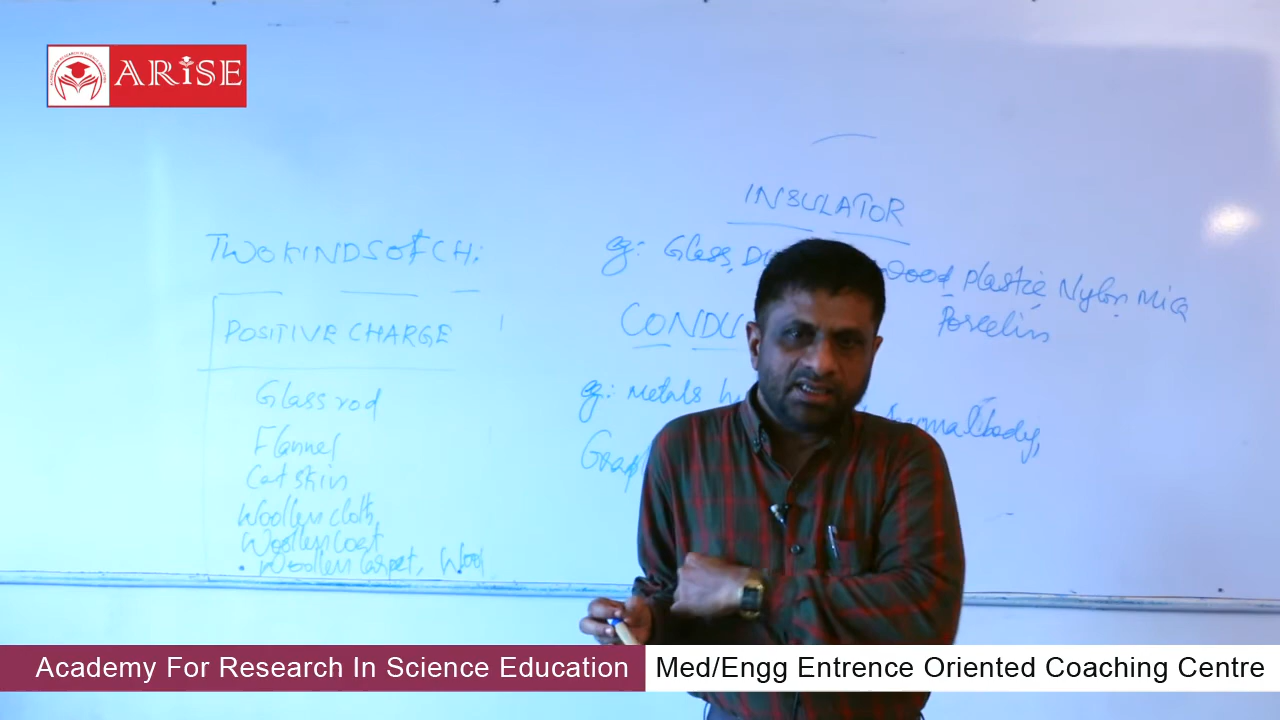 ARiSE
INSULATOR
TWO KINDS OF CH:
eg: Glass, wood, Plastic, Nylon, Mica
Porcelin
POSITIVE CHARGE
CONDU
eg: Metals body,
Glass rod
Flannel
Cat skin
Woollen cloth,
Woollen Coat
Woollen Carpet, Wool
Academy For Research In Science Education
Med/Engg Entrence Oriented Coaching Centre